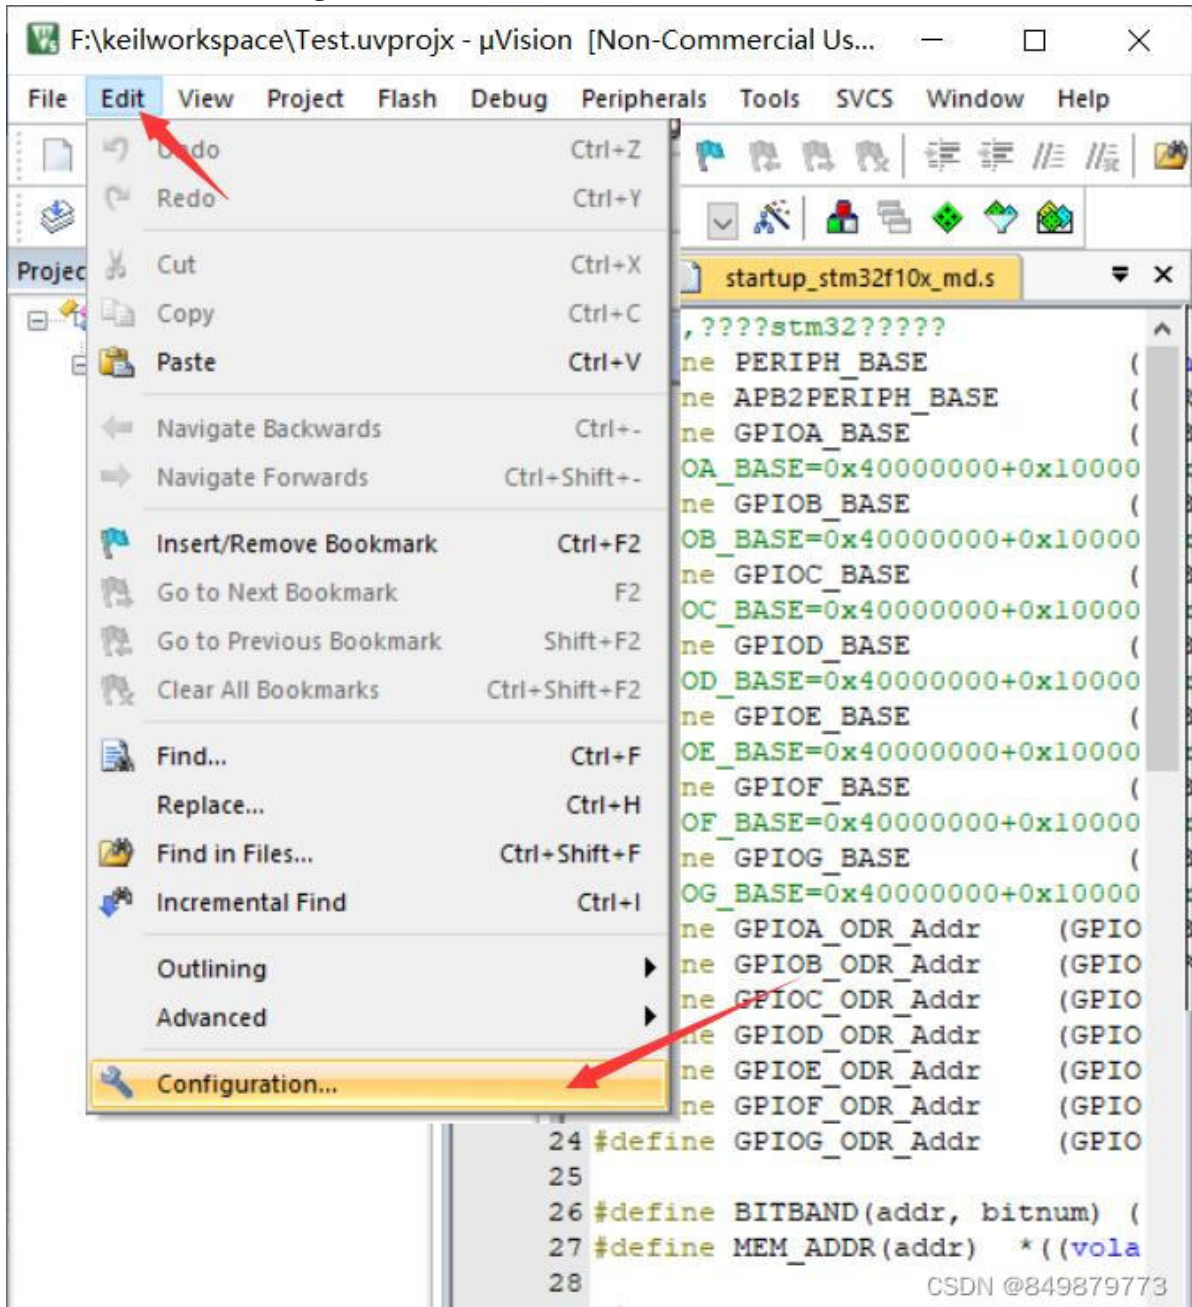 F:\keilworkspace\Test.uvprojx - µVision [Non-Commercial Us...
File Edit View Project Flash Debug Peripherals Tools SVCS Window Help
Undo Ctrl+Z
Redo Ctrl+Y
Cut Ctrl+X
Copy Ctrl+C
Paste Ctrl+V
Navigate Backwards Ctrl+-
Navigate Forwards Ctrl+Shift+-
Insert/Remove Bookmark Ctrl+F2
Go to Next Bookmark F2
Go to Previous Bookmark Shift+F2
Clear All Bookmarks Ctrl+Shift+F2
Find... Ctrl+F
Replace... Ctrl+H
Find in Files... Ctrl+Shift+F
Incremental Find Ctrl+I
Outlining
Advanced
Configuration...
Projec
startup_stm32f10x_md.s
,????stm32?????
ne PERIPH_BASE (
ne APB2PERIPH_BASE (
ne GPIOA_BASE (
OA_BASE=0x40000000+0x10000
ne GPIOB_BASE (
OB_BASE=0x40000000+0x10000
ne GPIOC_BASE (
OC_BASE=0x40000000+0x10000
ne GPIOD_BASE (
OD_BASE=0x40000000+0x10000
ne GPIOE_BASE (
OE_BASE=0x40000000+0x10000
ne GPIOF_BASE (
OF_BASE=0x40000000+0x10000
ne GPIOG_BASE (
OG_BASE=0x40000000+0x10000
ne GPIOA_ODR_Addr (GPIO
ne GPIOB_ODR_Addr (GPIO
ne GPIOC_ODR_Addr (GPIO
ne GPIOD_ODR_Addr (GPIO
ne GPIOE_ODR_Addr (GPIO
ne GPIOF_ODR_Addr (GPIO
24 #define GPIOG_ODR_Addr (GPIO
25
26 #define BITBAND(addr, bitnum) (
27 #define MEM_ADDR(addr) *((vola
28
CSDN @849879773